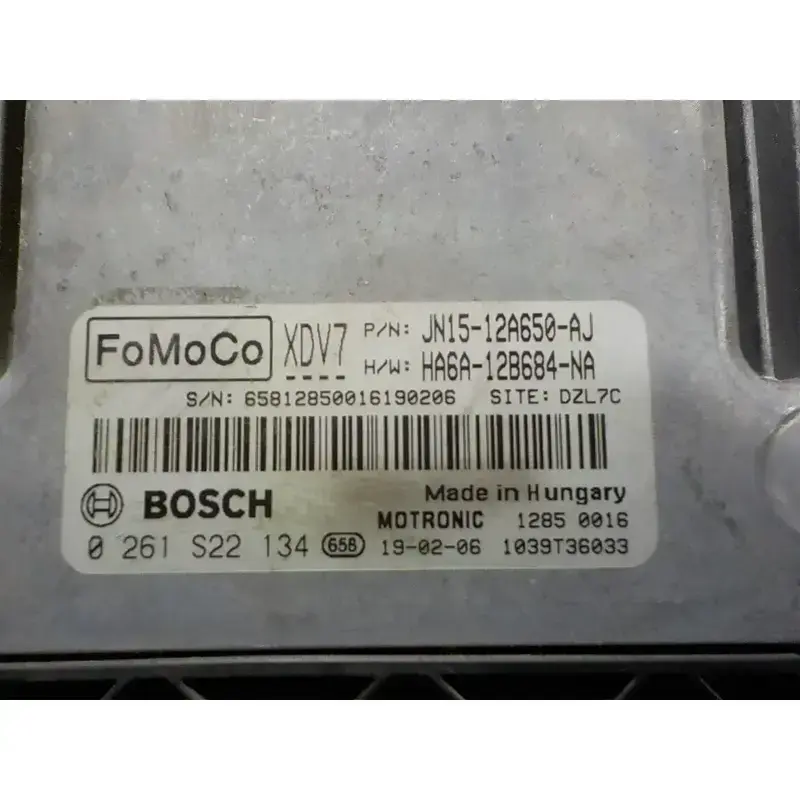 FoMoCo XDV7 P/N: JN15-12A650-AJ
H/W: HA6A-12B684-NA
S/N: 65812850016190206 SITE: DZL7C
BOSCH Made in Hungary
MOTRONIC 1285 0016
0 261 S22 134 658 19-02-06 1039T36033